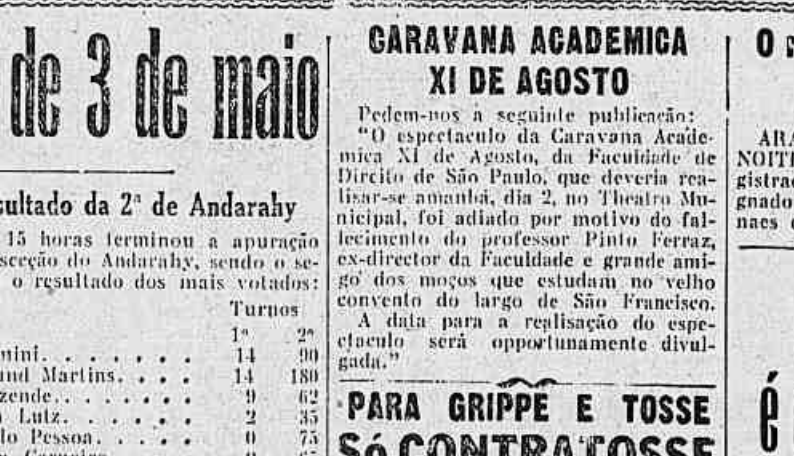 de 3 de maio
sultado da 2ª de Andarahy
15 horas terminou a apuração
secção do Andarahy, sendo o se-
o resultado dos mais votados:
Turnos
1º 2º
nini. . . . . . . . 14 90
und Martins. . . . . 14 180
zende. . . . . . . . 9 62
Lutz. . . . . . . . 2 35
lo Pessoa. . . . . . 0 75
CARAVANA ACADEMICA
XI DE AGOSTO
Pedem-nos a seguinte publicação:
"O espectaculo da Caravana Acade-
mica XI de Agosto, da Faculdade de
Direito de São Paulo, que deveria rea-
lisar-se amanhã, dia 2, no Theatro Mu-
nicipal, foi adiado por motivo do fal-
lecimento do professor Pinto Ferraz,
ex-director da Faculdade e grande ami-
go dos moços que estudam no velho
convento do largo de São Francisco.
A data para a realisação do espe-
ctaculo será opportunamente divul-
gada."
PARA GRIPPE E TOSSE
Só CONTRATOSSE
O
ARA
NOITE
gistrad
gnado
naes
é